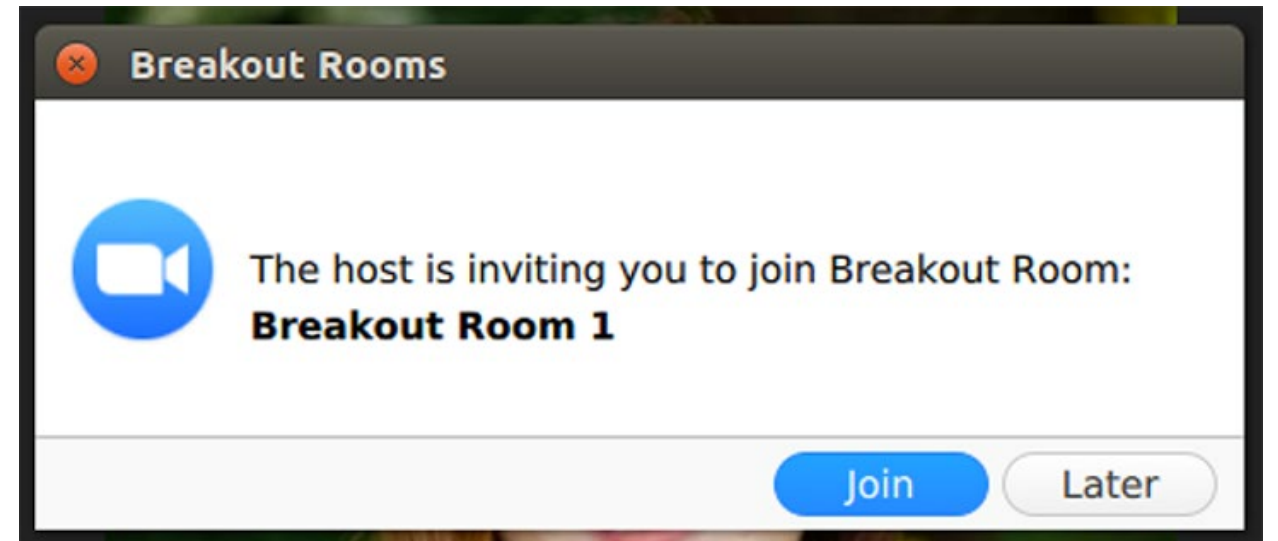 Breakout Rooms
The host is inviting you to join Breakout Room:
Breakout Room 1
Join Later